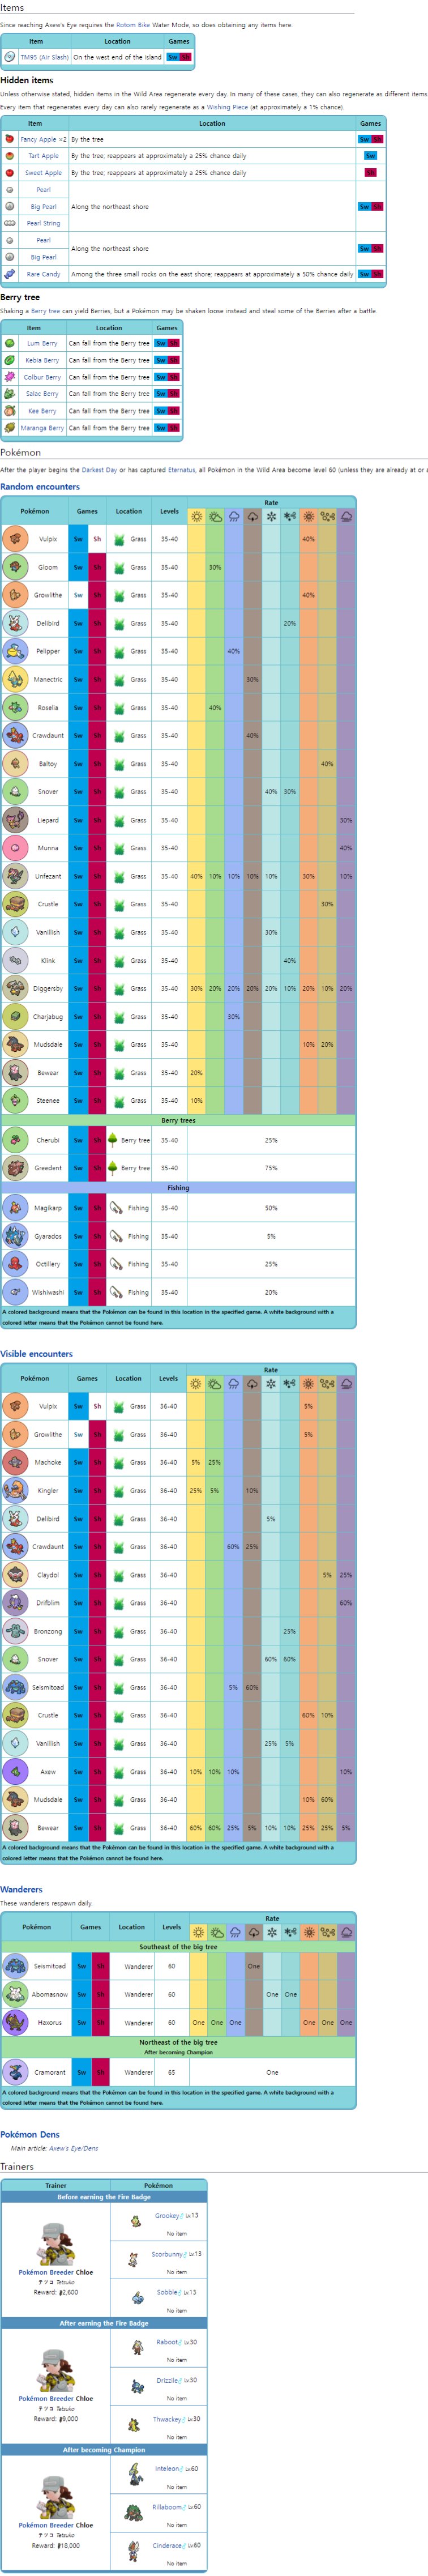 Items
Since reaching Axew's Eye requires the Rotom Bike Water Mode, so does obtaining any items here.
Item Location Games
TM95 (Air Slash) On the west end of the island Sw Sh
Hidden items
Unless otherwise stated, hidden items in the Wild Area regenerate every day. In many of these cases, they can also regenerate as different items
Every item that regenerates every day can also rarely regenerate as a Wishing Piece (at approximately a 1% chance).
Item Location Games
Fancy Apple ×2 By the tree Sw Sh
Tart Apple By the tree; reappears at approximately a 25% chance daily Sw
Sweet Apple By the tree; reappears at approximately a 25% chance daily Sh
Pearl
Big Pearl Along the northeast shore Sw Sh
Pearl String
Pearl
Along the northeast shore Sw Sh
Big Pearl
Rare Candy Among the three small rocks on the east shore; reappears at approximately a 50% chance daily Sw Sh
Berry tree
Shaking a Berry tree can yield Berries, but a Pokémon may be shaken loose instead and steal some of the Berries after a battle.
Item Location Games
Lum Berry Can fall from the Berry tree Sw Sh
Kebia Berry Can fall from the Berry tree Sw Sh
Colbur Berry Can fall from the Berry tree Sw Sh
Salac Berry Can fall from the Berry tree Sw Sh
Kee Berry Can fall from the Berry tree Sw Sh
Maranga Berry Can fall from the Berry tree Sw Sh
Pokémon
After the player begins the Darkest Day or has captured Eternatus, all Pokémon in the Wild Area become level 60 (unless they are already at or a
Random encounters
Pokémon Games Location Levels Rate
Vulpix Sw Sh Grass 35-40 40%
Gloom Sw Sh Grass 35-40 30%
Growlithe Sw Sh Grass 35-40 40%
Delibird Sw Sh Grass 35-40 20%
Pelipper Sw Sh Grass 35-40 40%
Manectric Sw Sh Grass 35-40 30%
Roselia Sw Sh Grass 35-40 40%
Crawdaunt Sw Sh Grass 35-40 40%
Baltoy Sw Sh Grass 35-40 40%
Snover Sw Sh Grass 35-40 40% 30%
Liepard Sw Sh Grass 35-40 30%
Munna Sw Sh Grass 35-40 40%
Unfezant Sw Sh Grass 35-40 40% 10% 10% 10% 10% 30% 10%
Crustle Sw Sh Grass 35-40 30%
Vanillish Sw Sh Grass 35-40 30%
Klink Sw Sh Grass 35-40 40%
Diggersby Sw Sh Grass 35-40 30% 20% 20% 20% 20% 10% 20% 10% 20%
Charjabug Sw Sh Grass 35-40 30%
Mudsdale Sw Sh Grass 35-40 10% 20%
Bewear Sw Sh Grass 35-40 20%
Steenee Sw Sh Grass 35-40 10%
Berry trees
Cherubi Sw Sh Berry tree 35-40 25%
Greedent Sw Sh Berry tree 35-40 75%
Fishing
Magikarp Sw Sh Fishing 35-40 50%
Gyarados Sw Sh Fishing 35-40 5%
Octillery Sw Sh Fishing 35-40 25%
Wishiwashi Sw Sh Fishing 35-40 20%
A colored background means that the Pokémon can be found in this location in the specified game. A white background with a
colored letter means that the Pokémon cannot be found here.
Visible encounters
Pokémon Games Location Levels Rate
Vulpix Sw Sh Grass 36-40 5%
Growlithe Sw Sh Grass 36-40 5%
Machoke Sw Sh Grass 36-40 5% 25%
Kingler Sw Sh Grass 36-40 25% 5% 10%
Delibird Sw Sh Grass 36-40 5%
Crawdaunt Sw Sh Grass 36-40 60% 25%
Claydol Sw Sh Grass 36-40 5% 25%
Drifblim Sw Sh Grass 36-40 60%
Bronzong Sw Sh Grass 36-40 25%
Snover Sw Sh Grass 36-40 60% 60%
Seismitoad Sw Sh Grass 36-40 5% 60%
Crustle Sw Sh Grass 36-40 60% 10%
Vanillish Sw Sh Grass 36-40 25% 5%
Axew Sw Sh Grass 36-40 10% 10% 10% 10%
Mudsdale Sw Sh Grass 36-40 10% 60%
Bewear Sw Sh Grass 36-40 60% 60% 25% 5% 10% 10% 25% 25% 5%
A colored background means that the Pokémon can be found in this location in the specified game. A white background with a
colored letter means that the Pokémon cannot be found here.
Wanderers
These wanderers respawn daily.
Pokémon Games Location Levels Rate
Southeast of the big tree
Seismitoad Sw Sh Wanderer 60 One
Abomasnow Sw Sh Wanderer 60 One One
Haxorus Sw Sh Wanderer 60 One One One One One One
Northeast of the big tree
After becoming Champion
Cramorant Sw Sh Wanderer 65 One
A colored background means that the Pokémon can be found in this location in the specified game. A white background with a
colored letter means that the Pokémon cannot be found here.
Pokémon Dens
Main article: Axew's Eye/Dens
Trainers
Trainer Pokémon
Before earning the Fire Badge
Grookey♂ Lv.13
No item
Scorbunny♂ Lv.13
No item
Pokémon Breeder Chloe
テツコ Tetsuko
Reward: 2,600
Sobble♂ Lv.13
No item
After earning the Fire Badge
Raboot♂ Lv.30
No item
Drizzile♂ Lv.30
No item
Pokémon Breeder Chloe
テツコ Tetsuko
Reward: 9,000
Thwackey♂ Lv.30
No item
After becoming Champion
Inteleon♂ Lv.60
No item
Rillaboom♂ Lv.60
No item
Pokémon Breeder Chloe
テツコ Tetsuko
Reward: 18,000
Cinderace♂ Lv.60
No item